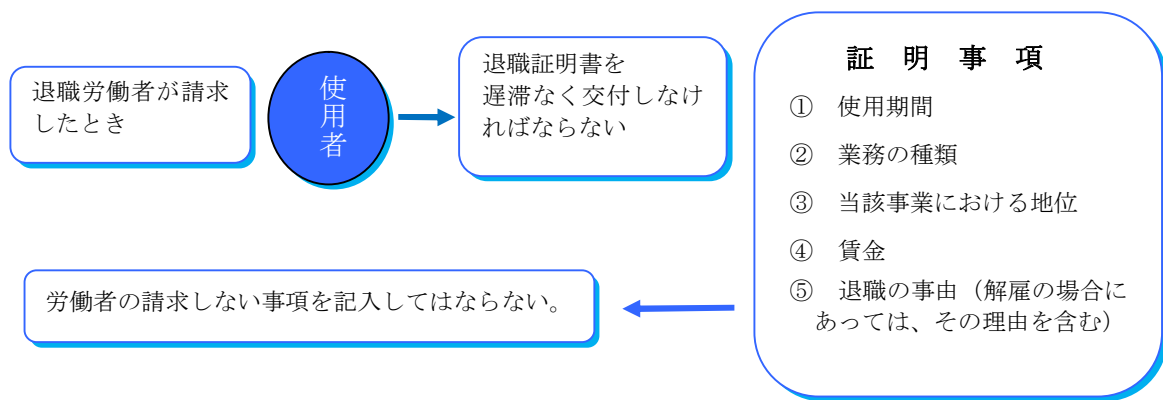 退職労働者が請求
したとき
使用者
退職証明書を
遅滞なく交付しなけ
ればならない
証　明　事　項
①　使用期間
②　業務の種類
③　当該事業における地位
④　賃金
⑤　退職の事由（解雇の場合に
あっては、その理由を含む）
労働者の請求しない事項を記入してはならない。